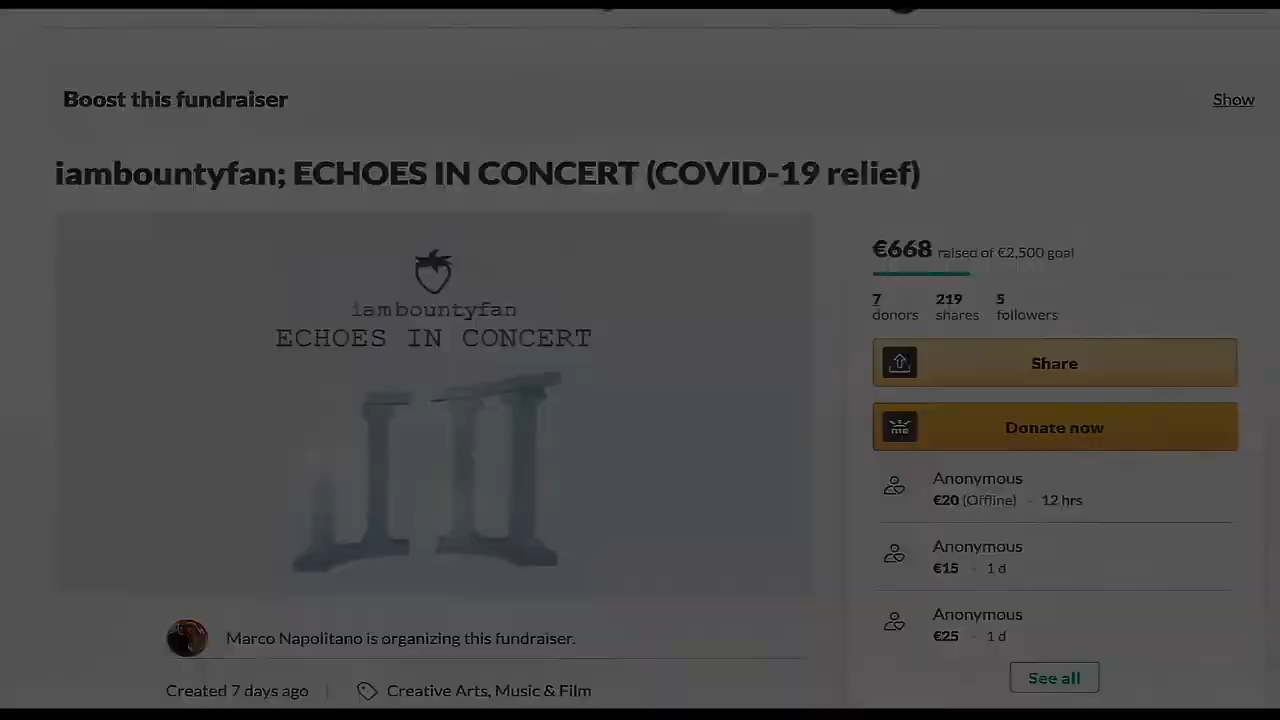 Boost this fundraiser
Show
iambountyfan; ECHOES IN CONCERT (COVID-19 relief)
iambountyfan
ECHOES IN CONCERT
€668 raised of €2,500 goal
7 219 5
donors shares followers
Share
Donate now
Anonymous
€20 (Offline) - 12 hrs
Anonymous
€15 - 1 d
Anonymous
€25 - 1 d
See all
Marco Napolitano is organizing this fundraiser.
Created 7 days ago | Creative Arts, Music & Film